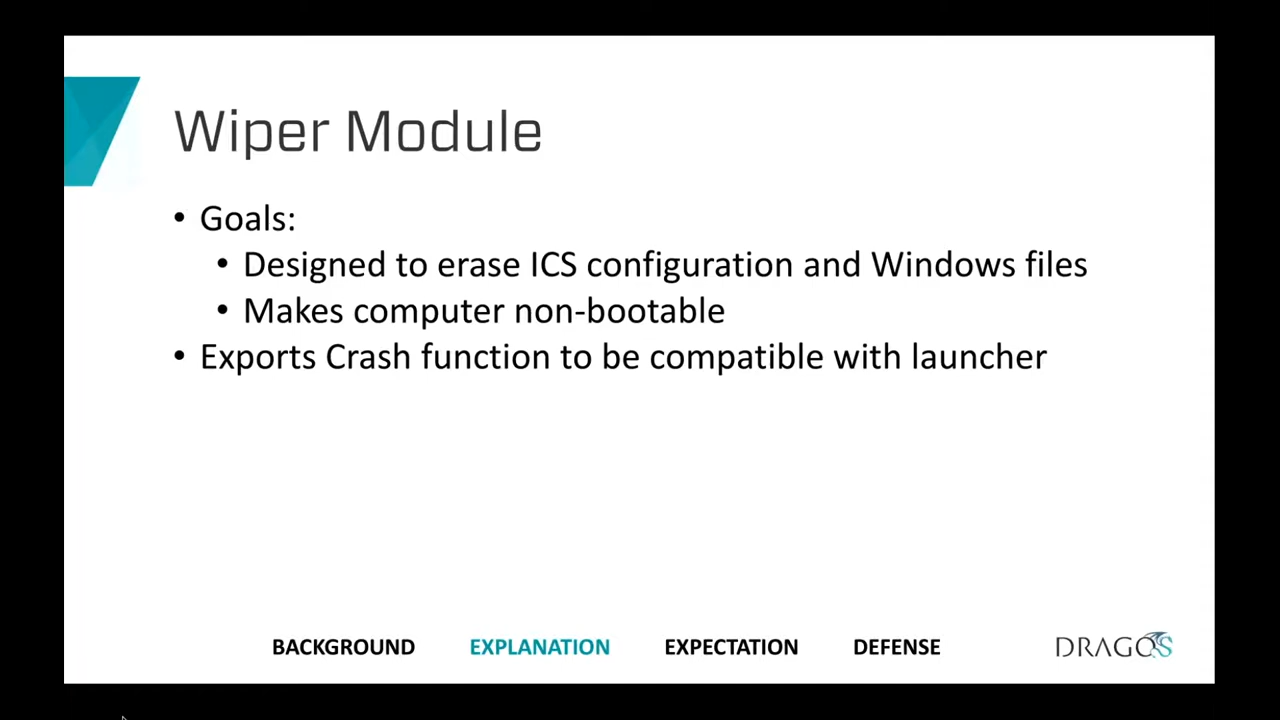 Wiper Module
• Goals:
• Designed to erase ICS configuration and Windows files
• Makes computer non-bootable
• Exports Crash function to be compatible with launcher
BACKGROUND EXPLANATION EXPECTATION DEFENSE DRAGOS